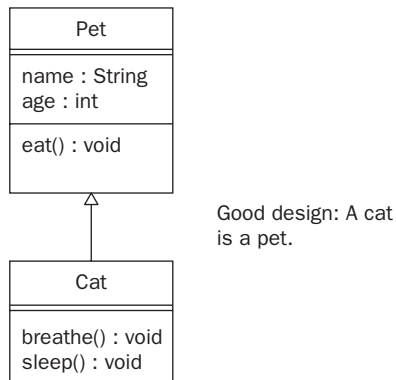 Pet
name : String
age : int
eat() : void
Good design: A cat
is a pet.
Cat
breathe() : void
sleep() : void